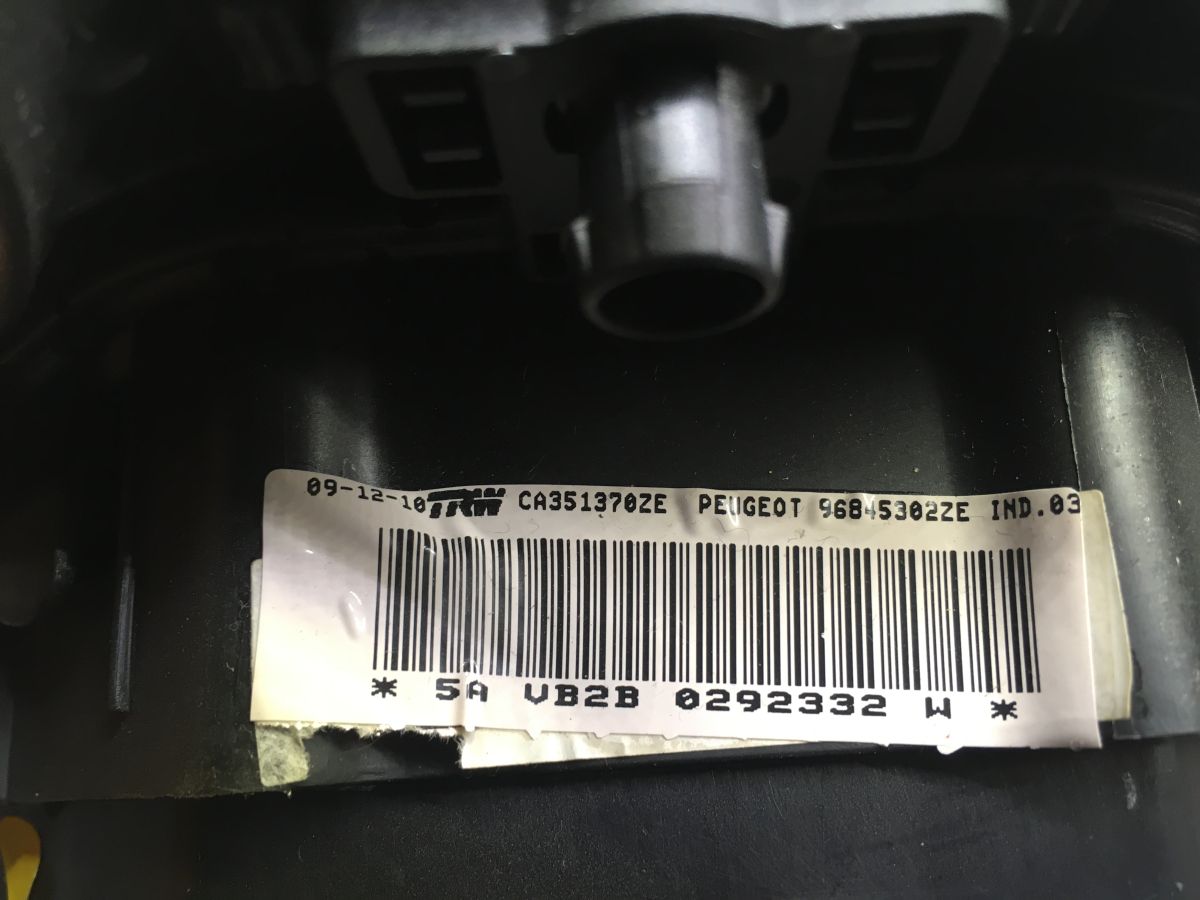 09-12-10 TRW CA351370ZE PEUGEOT 96845302ZE IND.03
* 5A VB2B 0292332 W *